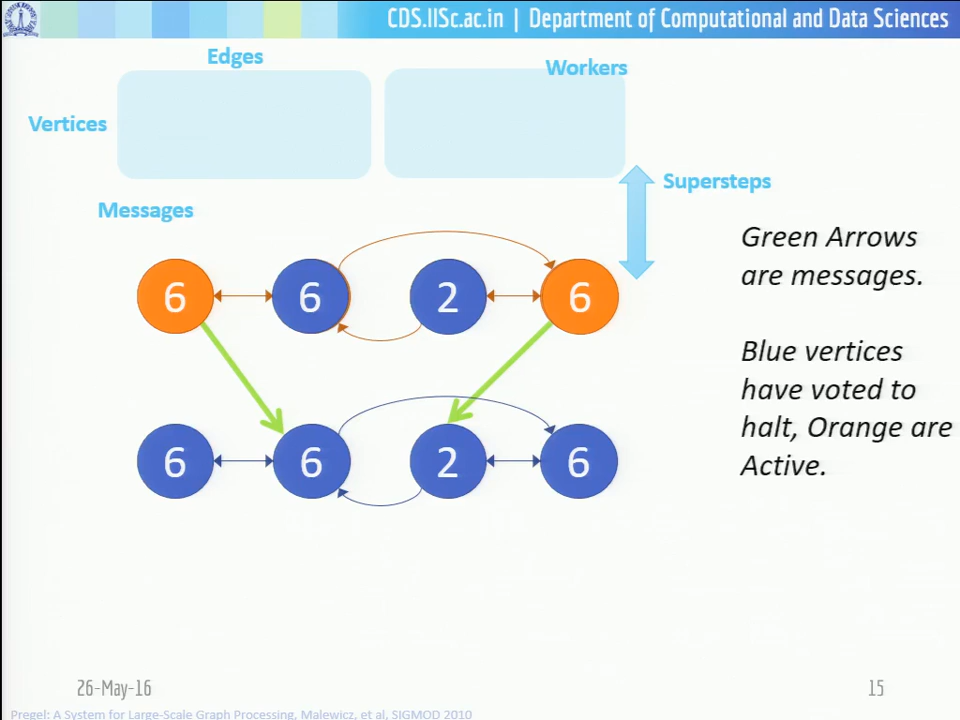 CDS.IISc.ac.in | Department of Computational and Data Sciences
Edges
Workers
Vertices
Supersteps
Messages
6 6 2 6
Green Arrows
are messages.
Blue vertices
have voted to
halt, Orange are
Active.
6 6 2 6
26-May-16
15
Pregel: A System for Large-Scale Graph Processing, Malewicz, et al, SIGMOD 2010